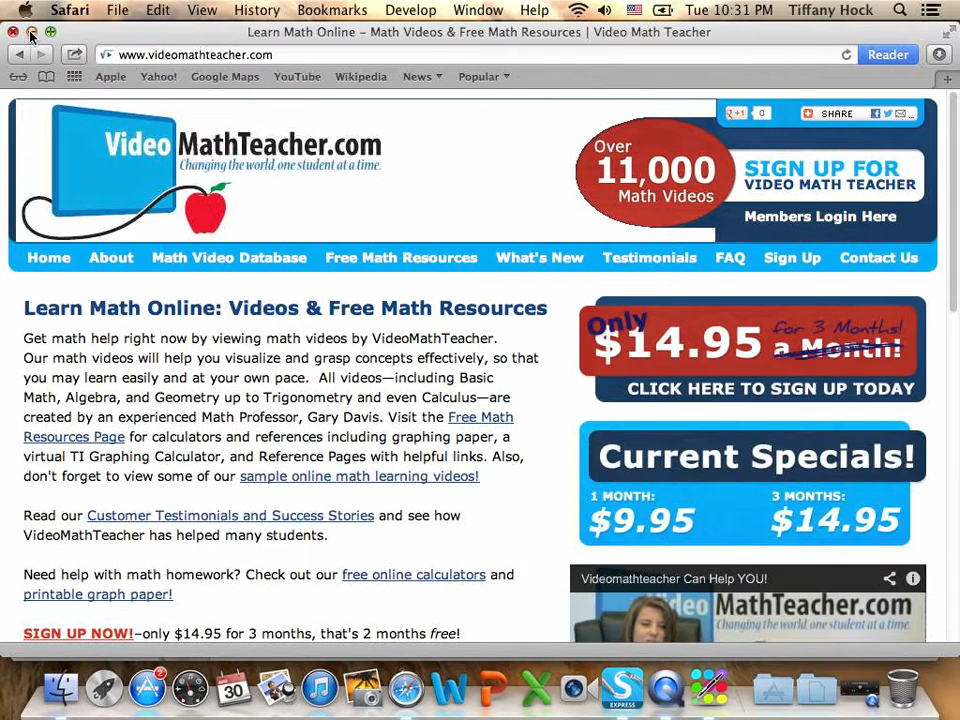 Safari File Edit View History Bookmarks Develop Window Help Tue 10:31 PM Tiffany Hock
Learn Math Online – Math Videos & Free Math Resources | Video Math Teacher
www.videomathteacher.com Reader
Apple Yahoo! Google Maps YouTube Wikipedia News Popular
+1 0 SHARE
VideoMathTeacher.com
Changing the world, one student at a time.
Over
11,000
Math Videos
SIGN UP FOR
VIDEO MATH TEACHER
Members Login Here
Home About Math Video Database Free Math Resources What's New Testimonials FAQ Sign Up Contact Us
Learn Math Online: Videos & Free Math Resources
Get math help right now by viewing math videos by VideoMathTeacher.
Our math videos will help you visualize and grasp concepts effectively, so that
you may learn easily and at your own pace. All videos—including Basic
Math, Algebra, and Geometry up to Trigonometry and even Calculus—are
created by an experienced Math Professor, Gary Davis. Visit the Free Math
Resources Page for calculators and references including graphing paper, a
virtual TI Graphing Calculator, and Reference Pages with helpful links. Also,
don't forget to view some of our sample online math learning videos!
Read our Customer Testimonials and Success Stories and see how
VideoMathTeacher has helped many students.
Need help with math homework? Check out our free online calculators and
printable graph paper!
SIGN UP NOW!–only $14.95 for 3 months, that's 2 months free!
Only
$14.95 for 3 Months!
a Month!
CLICK HERE TO SIGN UP TODAY
Current Specials!
1 MONTH: 3 MONTHS:
$9.95 $14.95
Videomathteacher Can Help YOU!
Video MathTeacher.com
Changing the world, one student at a time.
2
30
S
EXPRESS